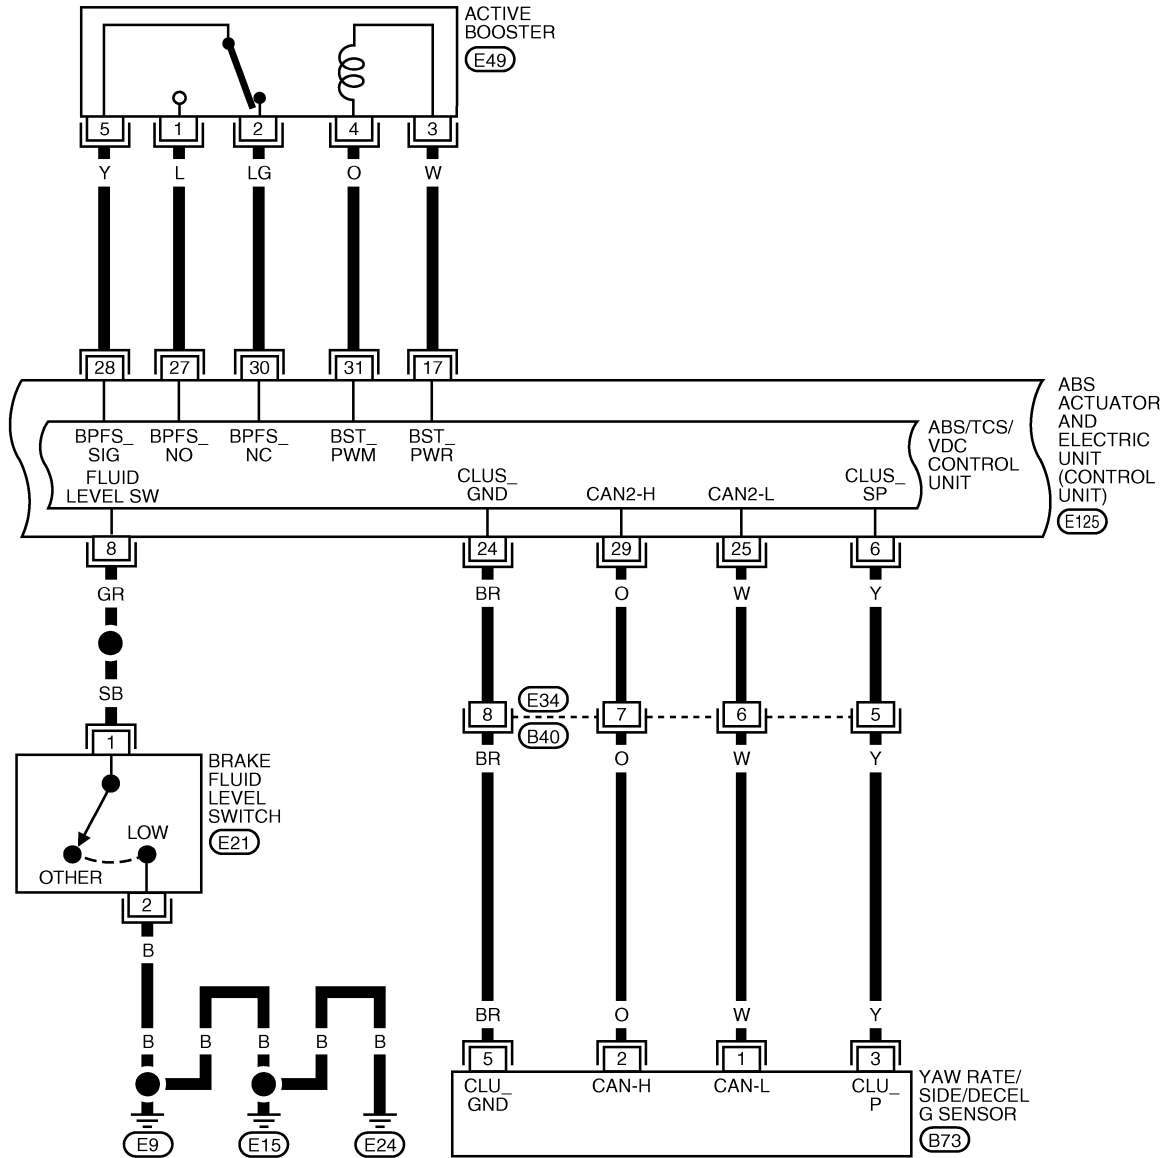 ACTIVE
BOOSTER
E49
5 1 2 4 3
Y L LG O W
28 27 30 31 17
BPFS_
SIG
BPFS_
NO
BPFS_
NC
BST_
PWM
BST_
PWR
FLUID
LEVEL SW
CLUS_
GND
CAN2-H
CAN2-L
CLUS_
SP
ABS/TCS/
VDC
CONTROL
UNIT
ABS
ACTUATOR
AND
ELECTRIC
UNIT
(CONTROL
UNIT)
E125
8 24 29 25 6
GR BR O W Y
SB
E34
8 7 6 5
B40
BR O W Y
1
BRAKE
FLUID
LEVEL
SWITCH
E21
LOW
OTHER
2
B
B B B B B
E9 E15 E24
BR O W Y
5 2 1 3
CLU_
GND
CAN-H
CAN-L
CLU_
P
YAW RATE/
SIDE/DECEL
G SENSOR
B73